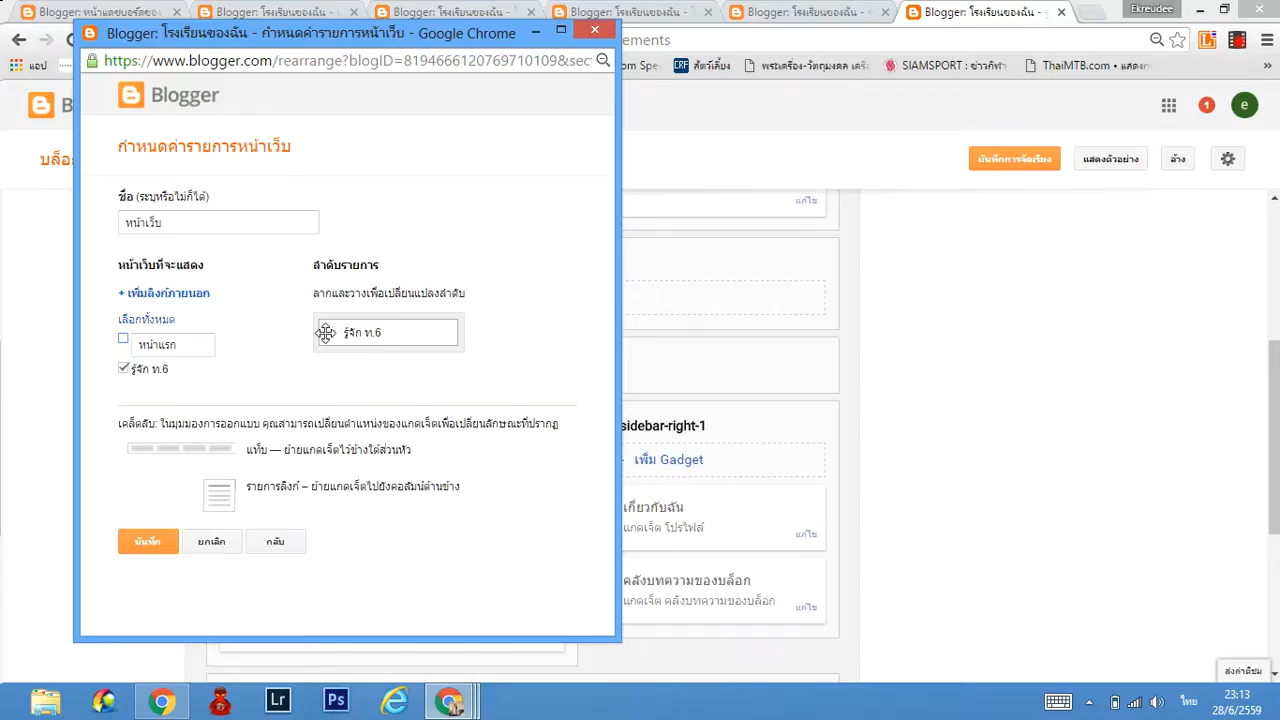 Blogger: หน้าแดชบอร์ดของ
Blogger: โรงเรียนของฉัน -
Blogger: โรงเรียนของฉัน -
Blogger: โรงเรียนของฉัน -
Blogger: โรงเรียนของฉัน -
Blogger: โรงเรียนของฉัน -
Ekreudee
Blogger: โรงเรียนของฉัน - กำหนดค่ารายการหน้าเว็บ - Google Chrome
ements
https://www.blogger.com/rearrange?blogID=8194666120769710109&sec
แอป
om Spe
CRF สัตว์เลี้ยง
พระเครื่อง-วัตถุมงคล
SIAMSPORT : ข่าวกีฬา
ThaiMTB.com • แสดง
»
Blogger
B
1
e
กำหนดค่ารายการหน้าเว็บ
บล็อก
บันทึกการจัดเรียง
แสดงตัวอย่าง
ล้าง
ชื่อ (ระบุหรือไม่ก็ได้)
แก้ไข
หน้าเว็บ
หน้าเว็บที่จะแสดง
ลำดับรายการ
+ เพิ่มลิงก์ภายนอก
ลากและวางเพื่อเปลี่ยนแปลงลำดับ
เลือกทั้งหมด
รู้จัก ท.6
หน้าแรก
รู้จัก ท.6
เคล็ดลับ: ในมุมมองการออกแบบ คุณสามารถเปลี่ยนตำแหน่งของแกดเจ็ตเพื่อเปลี่ยนลักษณะที่ปรากฏ
sidebar-right-1
แท็บ — ย้ายแกดเจ็ตไว้ข้างใต้ส่วนหัว
เพิ่ม Gadget
รายการลิงก์ – ย้ายแกดเจ็ตไปยังคอลัมน์ด้านข้าง
เกี่ยวกับฉัน
แกดเจ็ต โปรไฟล์
แก้ไข
บันทึก
ยกเลิก
กลับ
คลังบทความของบล็อก
แกดเจ็ต คลังบทความของบล็อก
แก้ไข
ส่งคำติชม
Lr
Ps
ไทย
23:13
28/6/2559